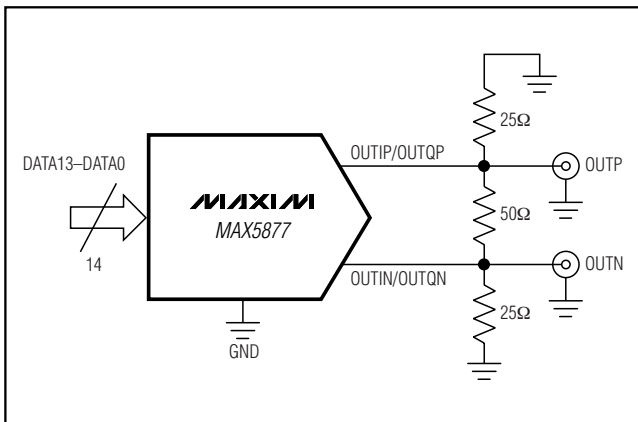 25Ω
OUTIP/OUTQP
OUTP
DATA13–DATA0
MAXIM
MAX5877
50Ω
14
OUTIN/OUTQN
OUTN
25Ω
GND